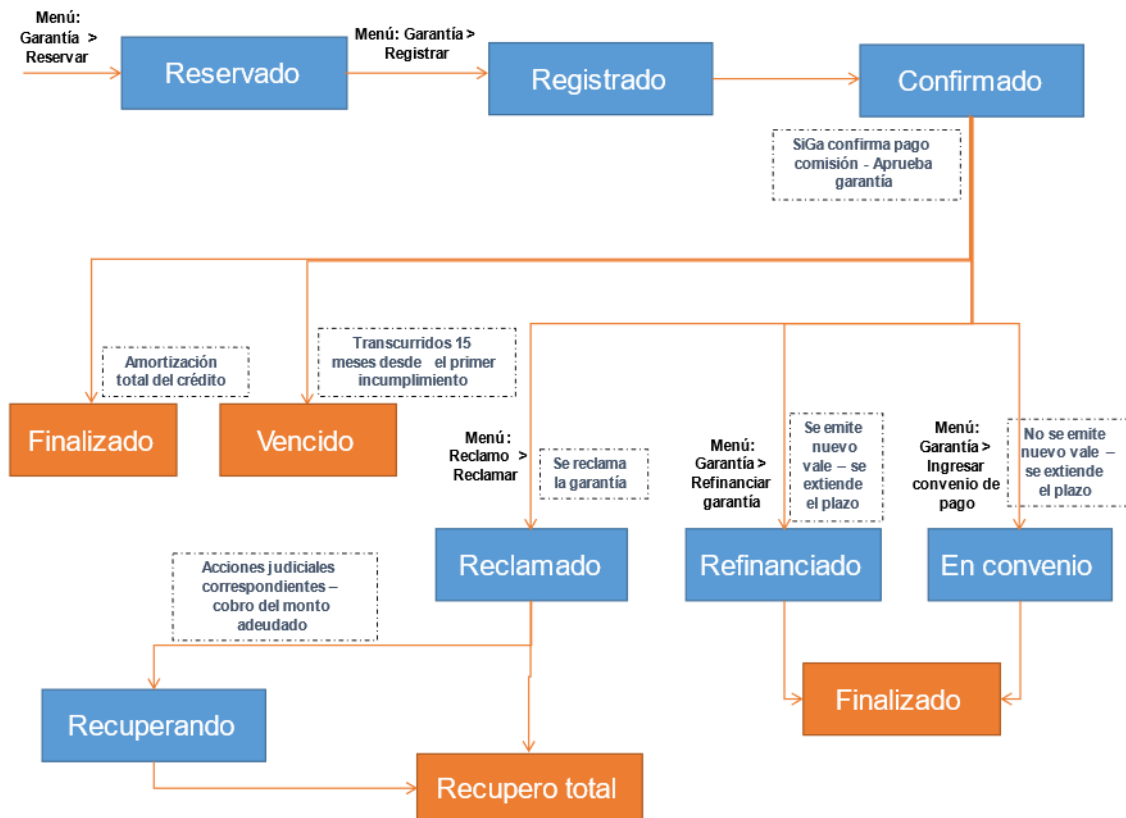 Menú:
Garantía >
Reservar
Menú: Garantía >
Registrar
Reservado
Registrado
Confirmado
SiGa confirma pago
comisión - Aprueba
garantía
Amortización
total del crédito
Transcurridos 15
meses desde el primer
incumplimiento
Finalizado
Vencido
Menú:
Reclamo >
Reclamar
Se reclama
la garantía
Menú:
Garantía >
Refinanciar
garantía
Se emite
nuevo
vale – se
extiende
el plazo
Menú:
Garantía >
Ingresar
convenio de
pago
No se emite
nuevo vale –
se extiende
el plazo
Reclamado
Refinanciado
En convenio
Acciones judiciales
correspondientes –
cobro del monto
adeudado
Recuperando
Finalizado
Recupero total